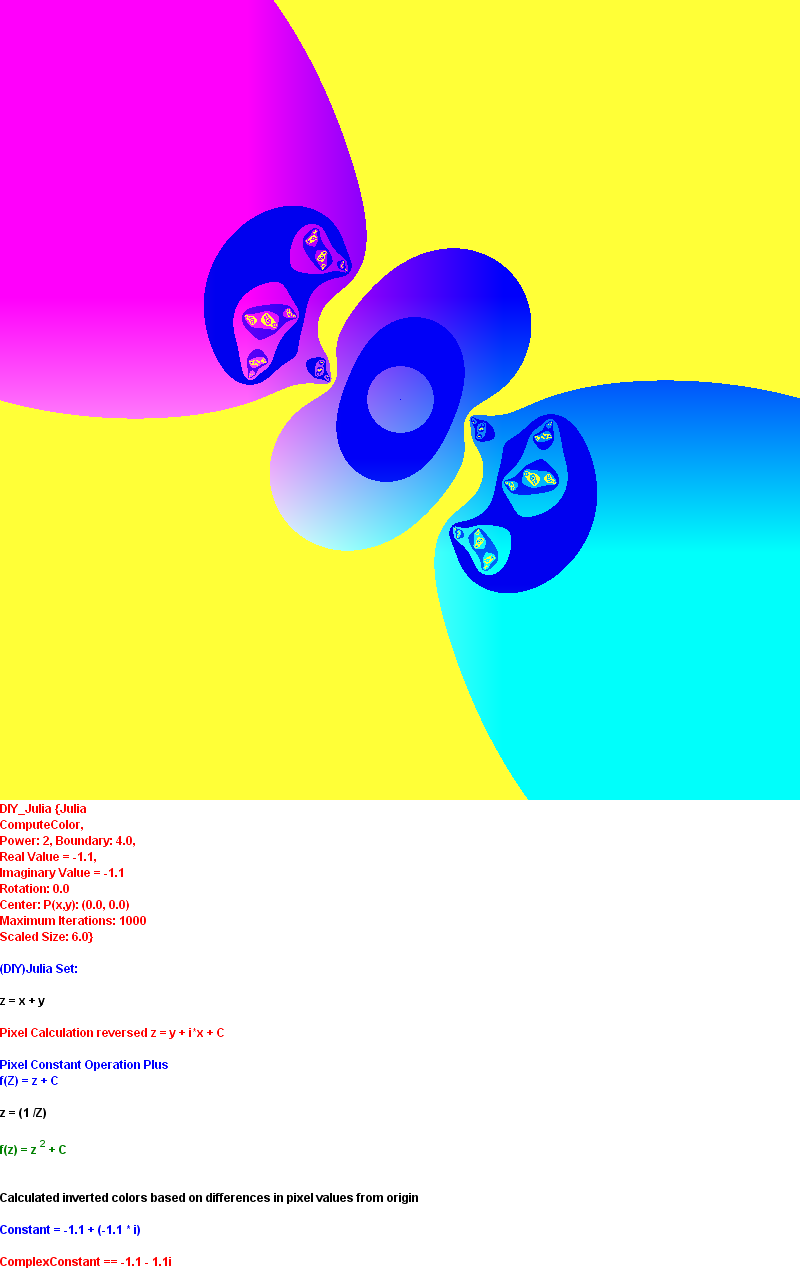 DIY_Julia {Julia
ComputeColor,
Power: 2, Boundary: 4.0,
Real Value = -1.1,
Imaginary Value = -1.1
Rotation: 0.0
Center: P(x,y): (0.0, 0.0)
Maximum Iterations: 1000
Scaled Size: 6.0}
(DIY)Julia Set:
z = x + y
Pixel Calculation reversed z = y + i*x + C
Pixel Constant Operation Plus
f(Z) = z + C
z = (1 /Z)
f(z) = z ² + C
Calculated inverted colors based on differences in pixel values from origin
Constant = -1.1 + (-1.1 * i)
ComplexConstant == -1.1 - 1.1i